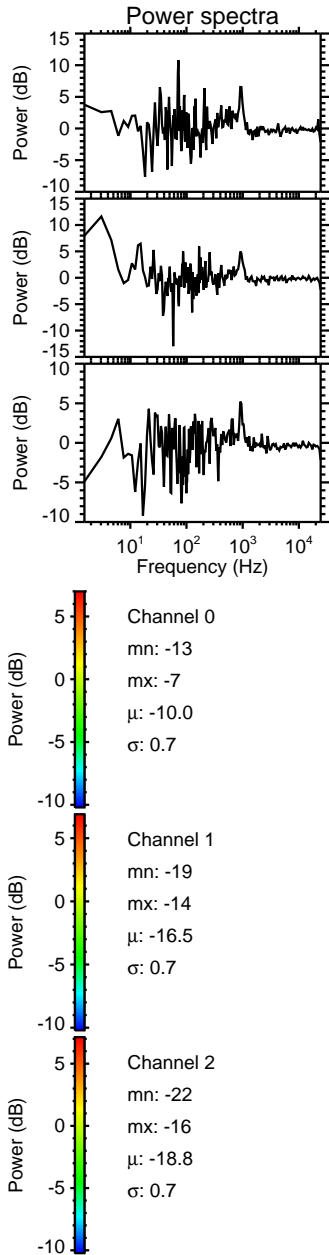 Power spectra
Power (dB)
15
10
5
0
-5
-10
Power (dB)
15
10
5
0
-5
-10
15
Power (dB)
10
5
0
-5
-10
10¹ 10² 10³ 10⁴
Frequency (Hz)
Power (dB)
5
0
-5
-10
Channel 0
mn: -13
mx: -7
μ: -10.0
σ: 0.7
Power (dB)
5
0
-5
-10
Channel 1
mn: -19
mx: -14
μ: -16.5
σ: 0.7
Power (dB)
5
0
-5
-10
Channel 2
mn: -22
mx: -16
μ: -18.8
σ: 0.7